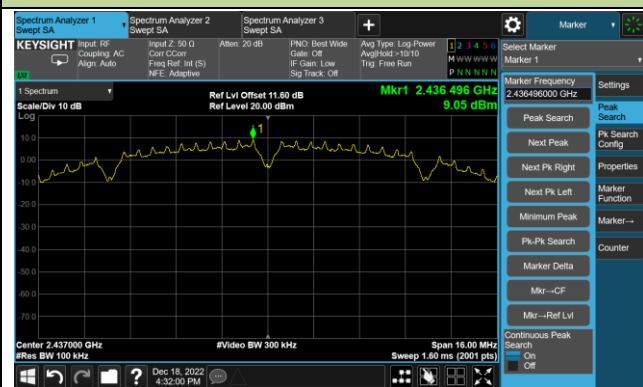 Spectrum Analyzer 1
Swept SA
Spectrum Analyzer 2
Swept SA
Spectrum Analyzer 3
Swept SA
+
Marker
KEYSIGHT
Input: RF
Coupling: AC
Align: Auto
Input Z: 50 Ω
Corr CCorr
Freq Ref: Int (S)
NFE: Adaptive
Atten: 20 dB
PNO: Best Wide
Gate: Off
IF Gain: Low
Sig Track: Off
Avg Type: Log-Power
Avg|Hold:>10/10
Trig: Free Run
1 2 3 4 5 6
M W W W W W
P N N N N N
LVI
Select Marker
Marker 1
1 Spectrum
Scale/Div 10 dB
Log
Ref Lvl Offset 11.60 dB
Ref Level 20.00 dBm
Mkr1 2.436 496 GHz
9.05 dBm
1
10.0
0.00
-10.0
-20.0
-30.0
-40.0
-50.0
-60.0
-70.0
Center 2.437000 GHz
#Res BW 100 kHz
#Video BW 300 kHz
Span 16.00 MHz
Sweep 1.60 ms (2001 pts)
Marker Frequency
2.436496000 GHz
Peak Search
Next Peak
Next Pk Right
Next Pk Left
Minimum Peak
Pk-Pk Search
Marker Delta
Mkr→CF
Mkr→Ref Lvl
Continuous Peak
Search
On
Off
Settings
Peak
Search
Pk Search
Config
Properties
Marker
Function
Marker→
Counter
?
Dec 18, 2022
4:32:00 PM